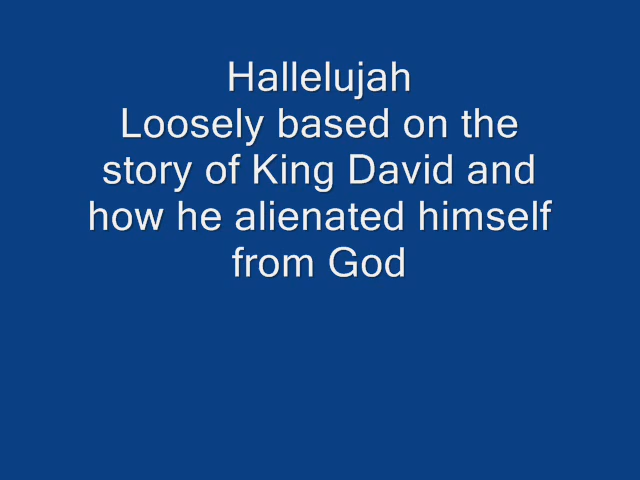 Hallelujah
Loosely based on the
story of King David and
how he alienated himself
from God